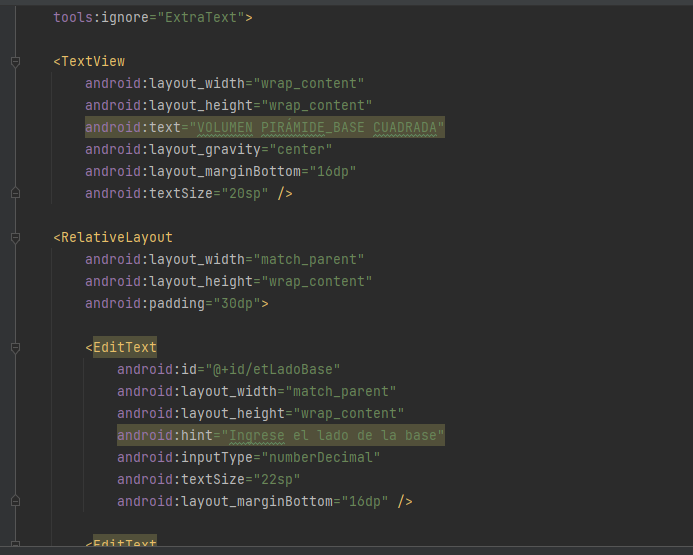 tools:ignore="ExtraText">
<TextView
android:layout_width="wrap_content"
android:layout_height="wrap_content"
android:text="VOLUMEN PIRÁMIDE_BASE CUADRADA"
android:layout_gravity="center"
android:layout_marginBottom="16dp"
android:textSize="20sp" />
<RelativeLayout
android:layout_width="match_parent"
android:layout_height="wrap_content"
android:padding="30dp">
<EditText
android:id="@+id/etLadoBase"
android:layout_width="match_parent"
android:layout_height="wrap_content"
android:hint="Ingrese el lado de la base"
android:inputType="numberDecimal"
android:textSize="22sp"
android:layout_marginBottom="16dp" />
<EditText